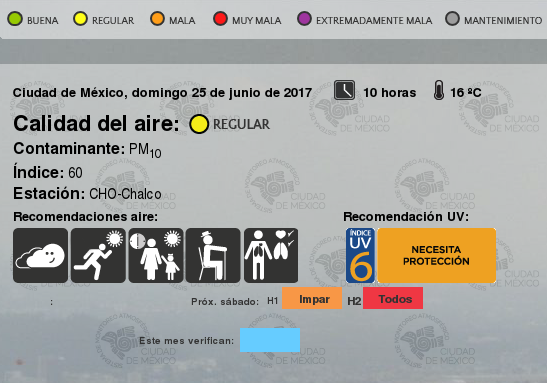 BUENA REGULAR MALA MUY MALA EXTREMADAMENTE MALA MANTENIMIENTO
Ciudad de México, domingo 25 de junio de 2017 10 horas 16 ºC
Calidad del aire: REGULAR
Contaminante: PM10
Índice: 60
Estación: CHO-Chalco
Recomendaciones aire: Recomendación UV:
ÍNDICE
UV
6
NECESITA
PROTECCIÓN
: Próx. sábado: H1 Impar H2 Todos
Este mes verifican: